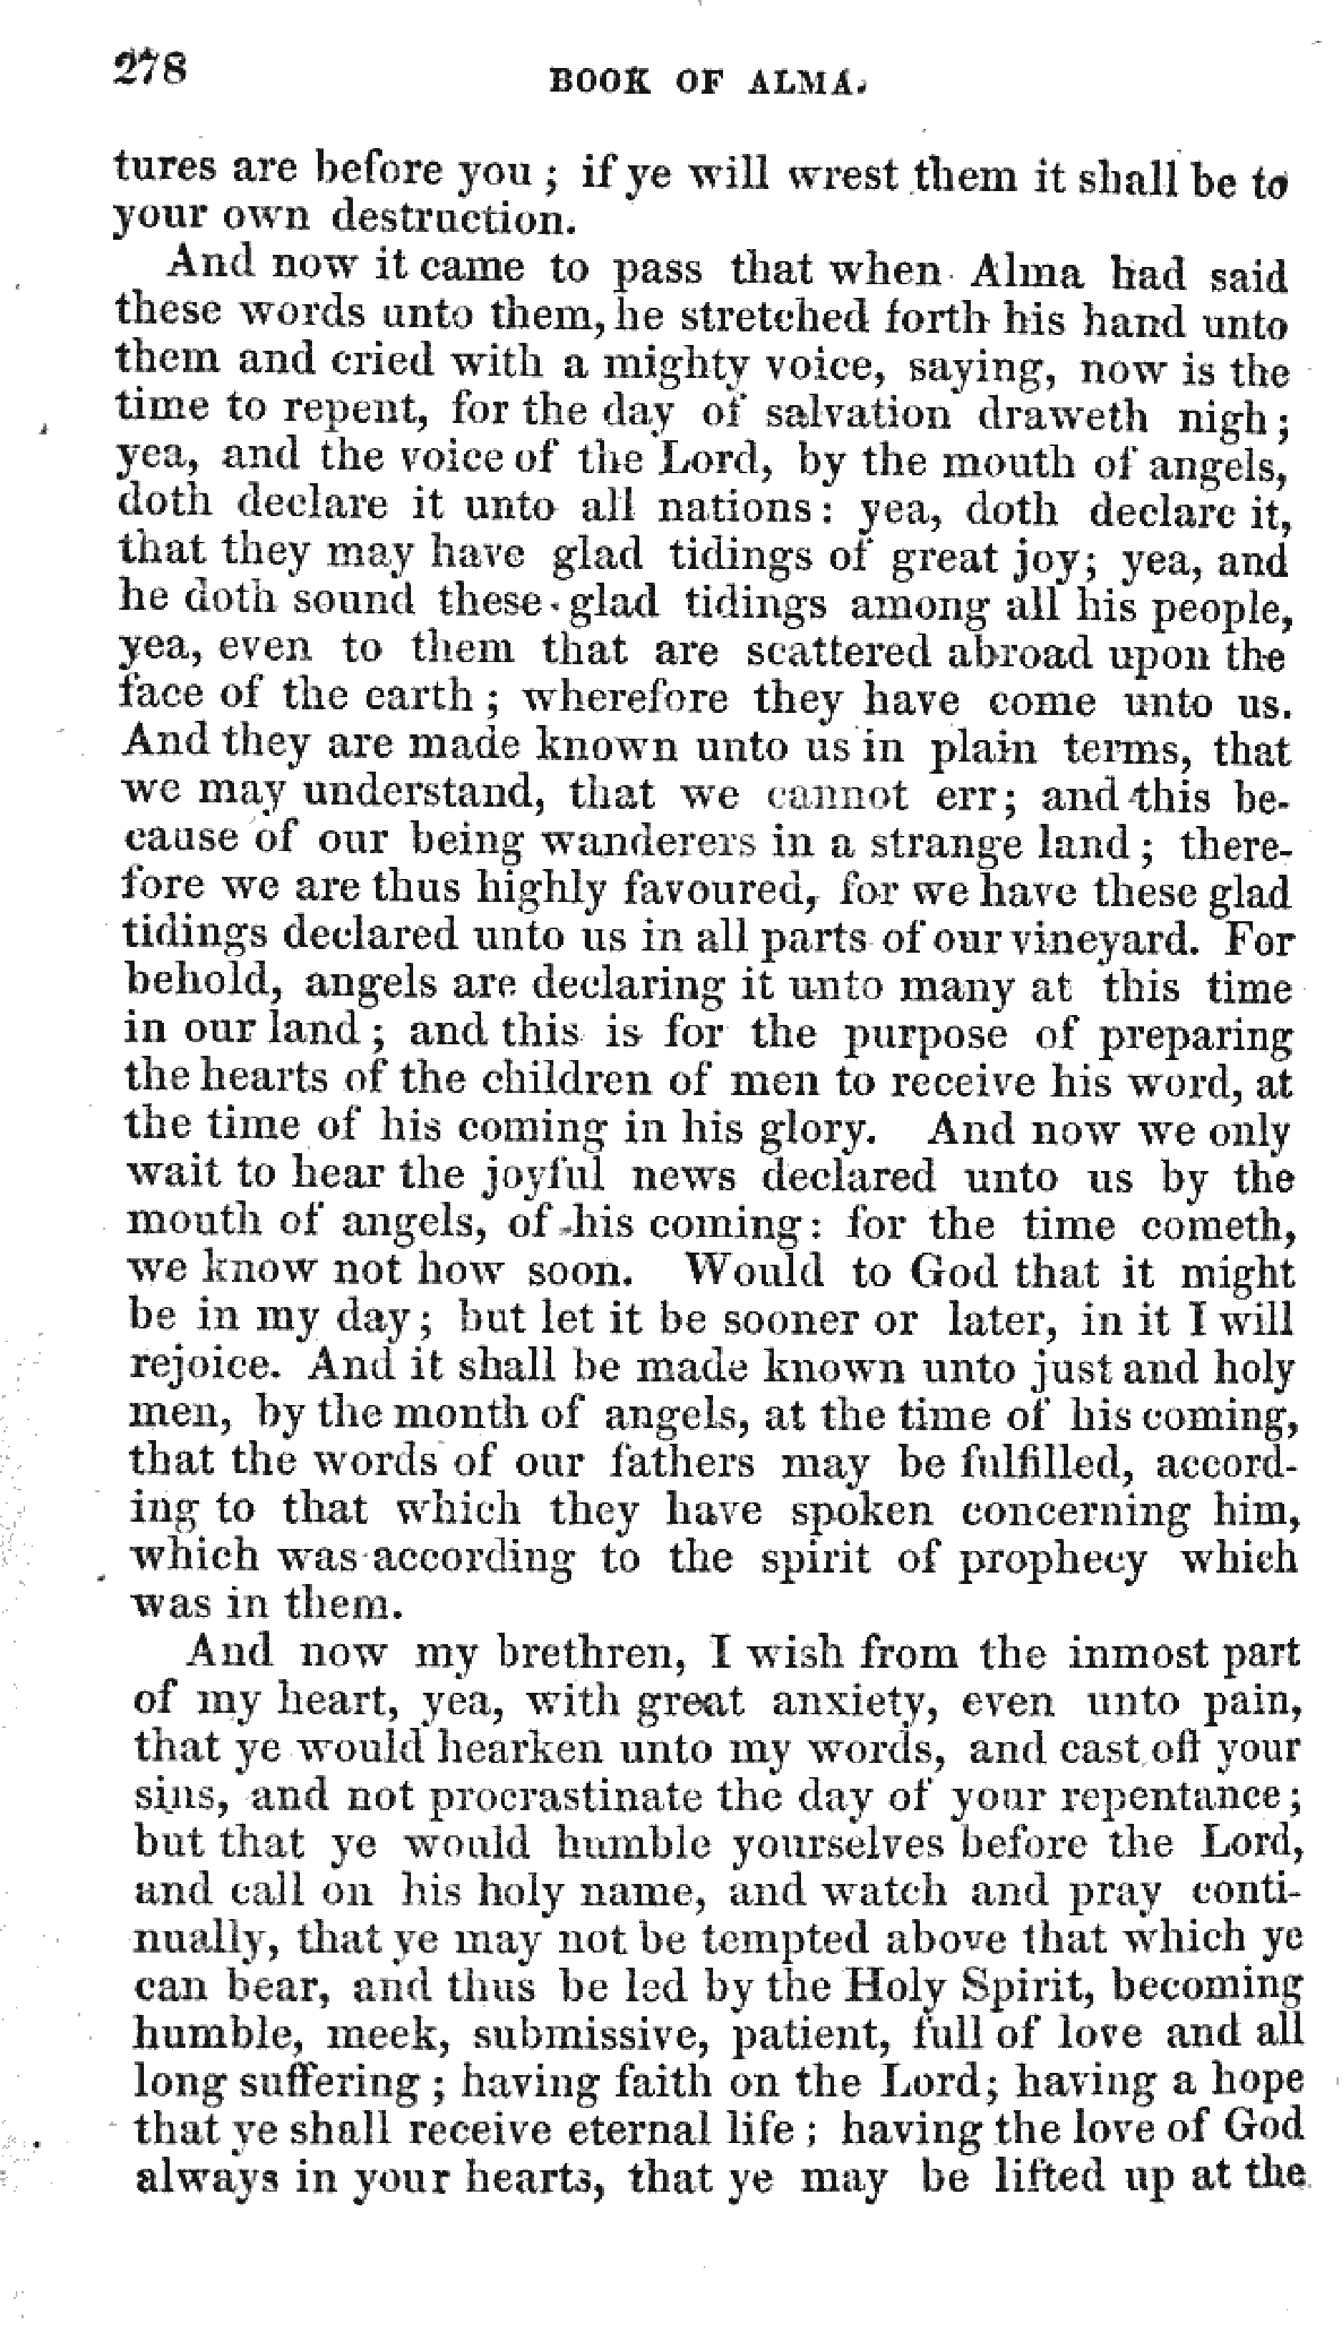 278
BOOK OF ALMA.
tures are before you; if ye will wrest them it shall be to
your own destruction.
And now it came to pass that when Alma had said
these words unto them, he stretched forth his hand unto
them and cried with a mighty voice, saying, now is the
time to repent, for the day of salvation draweth nigh;
yea, and the voice of the Lord, by the mouth of angels,
doth declare it unto all nations: yea, doth declare it,
that they may have glad tidings of great joy; yea, and
he doth sound these glad tidings among all his people,
yea, even to them that are scattered abroad upon the
face of the earth; wherefore they have come unto us.
And they are made known unto us in plain terms, that
we may understand, that we cannot err; and this be-
cause of our being wanderers in a strange land; there-
fore we are thus highly favoured, for we have these glad
tidings declared unto us in all parts of our vineyard. For
behold, angels are declaring it unto many at this time
in our land; and this is for the purpose of preparing
the hearts of the children of men to receive his word, at
the time of his coming in his glory. And now we only
wait to hear the joyful news declared unto us by the
mouth of angels, of his coming: for the time cometh,
we know not how soon. Would to God that it might
be in my day; but let it be sooner or later, in it I will
rejoice. And it shall be made known unto just and holy
men, by the month of angels, at the time of his coming,
that the words of our fathers may be fulfilled, accord-
ing to that which they have spoken concerning him,
which was according to the spirit of prophecy which
was in them.
And now my brethren, I wish from the inmost part
of my heart, yea, with great anxiety, even unto pain,
that ye would hearken unto my words, and cast off your
sins, and not procrastinate the day of your repentance;
but that ye would humble yourselves before the Lord,
and call on his holy name, and watch and pray conti-
nually, that ye may not be tempted above that which ye
can bear, and thus be led by the Holy Spirit, becoming
humble, meek, submissive, patient, full of love and all
long suffering; having faith on the Lord; having a hope
that ye shall receive eternal life; having the love of God
always in your hearts, that ye may be lifted up at the